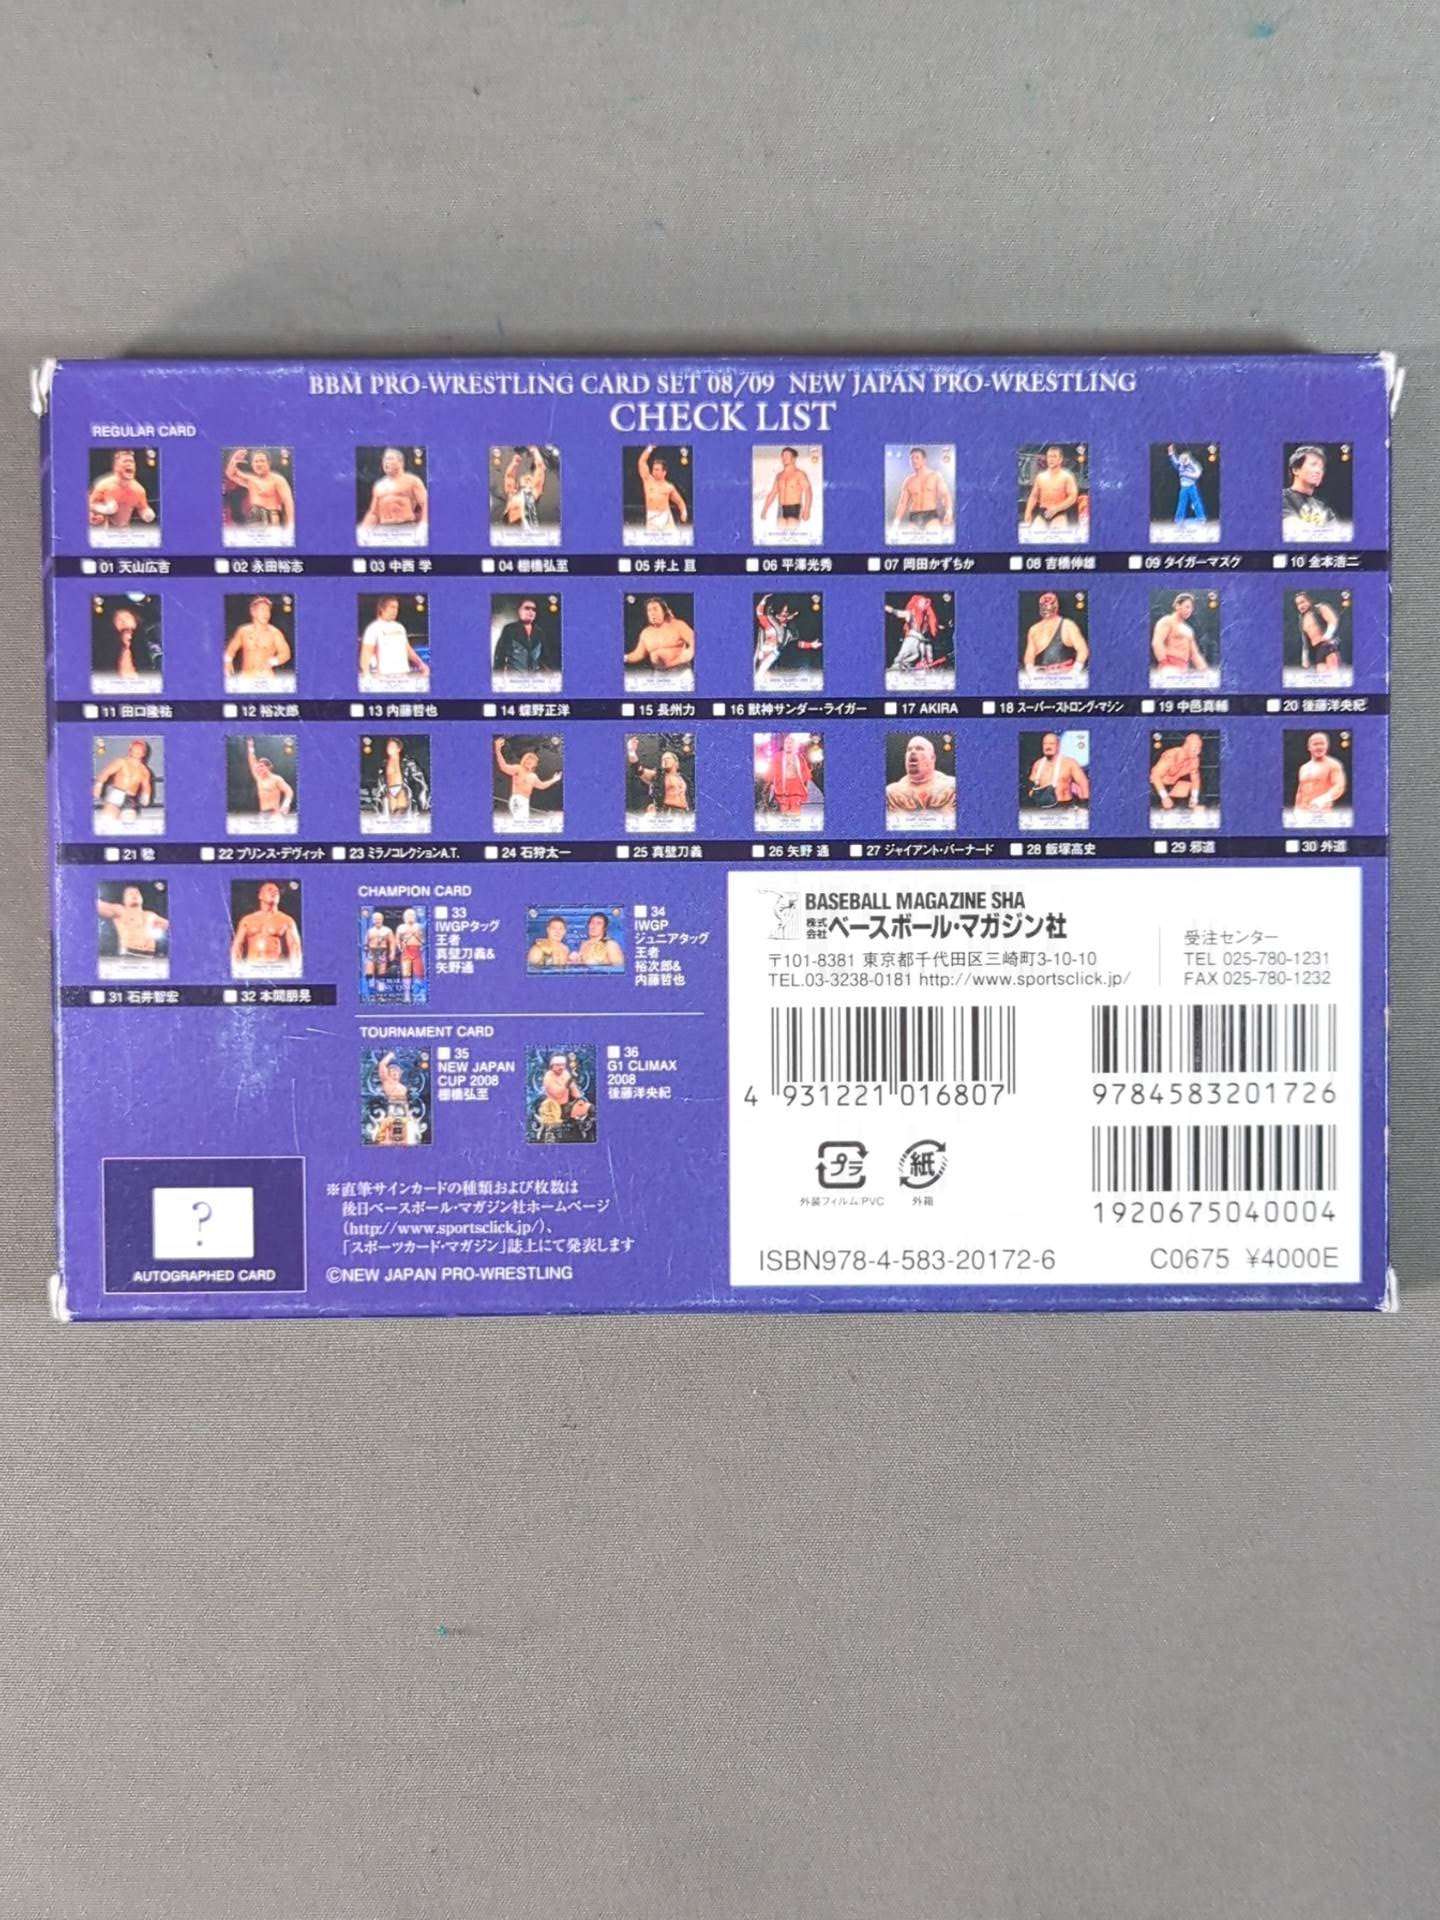 BBM PRO-WRESTLING CARD SET 08/09 NEW JAPAN PRO-WRESTLING
CHECK LIST
REGULAR CARD
01 天山広吉
02 永田裕志
03 中西 学
04 棚橋弘至
05 井上 亘
06 平澤光秀
07 岡田かずちか
08 吉橋伸雄
09 タイガーマスク
10 金本浩二
11 田口隆祐
12 裕次郎
13 内藤哲也
14 蝶野正洋
15 長州力
16 獣神サンダー・ライガー
17 AKIRA
18 スーパー・ストロング・マシン
19 中邑真輔
20 後藤洋央紀
21 稔
22 プリンス・デヴィット
23 ミラノコレクションA.T.
24 石狩太一
25 真壁刀義
26 矢野 通
27 ジャイアント・バーナード
28 飯塚高史
29 邪道
30 外道
31 石井智宏
32 本間朋晃
CHAMPION CARD
33
IWGPタッグ
王者
真壁刀義&
矢野通
34
IWGP
ジュニアタッグ
王者
裕次郎&
内藤哲也
TOURNAMENT CARD
35
NEW JAPAN
CUP 2008
棚橋弘至
36
G1 CLIMAX
2008
後藤洋央紀
?
AUTOGRAPHED CARD
※直筆サインカードの種類および枚数は
後日ベースボール・マガジン社ホームページ
(http://www.sportsclick.jp/)、
「スポーツカード・マガジン」誌上にて発表します
©NEW JAPAN PRO-WRESTLING
BASEBALL MAGAZINE SHA
株式会社ベースボール・マガジン社
〒101-8381 東京都千代田区三崎町3-10-10
TEL.03-3238-0181 http://www.sportsclick.jp/
受注センター
TEL 025-780-1231
FAX 025-780-1232
4 931221 016807
9784583201726
プラ
外装フィルム:PVC
紙
外箱
1920675040004
ISBN978-4-583-20172-6
C0675 ¥4000E